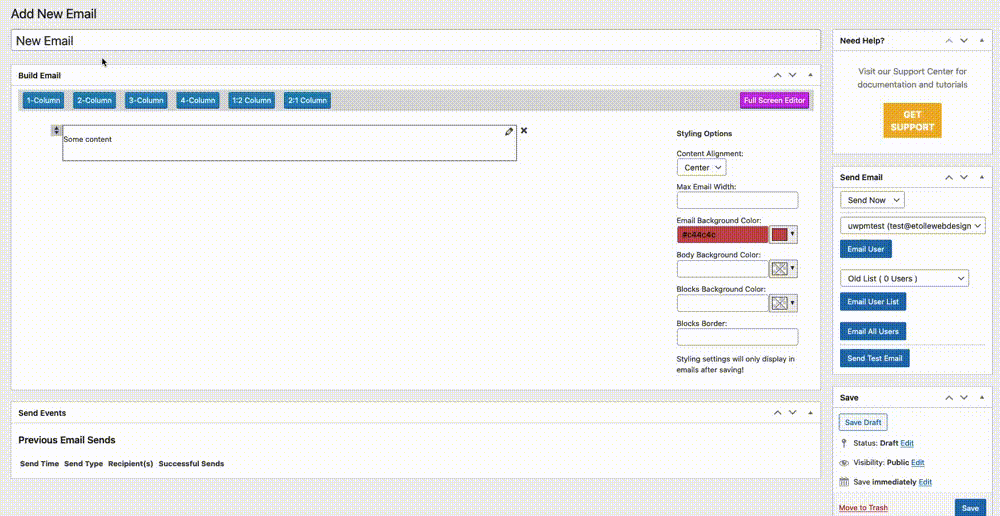 Add New Email
New Email
Build Email
1-Column 2-Column 3-Column 4-Column 1:2 Column 2:1 Column Full Screen Editor
Some content
Styling Options
Content Alignment:
Center
Max Email Width:
Email Background Color:
#c44c4c
Body Background Color:
Blocks Background Color:
Blocks Border:
Styling settings will only display in
emails after saving!
Send Events
Previous Email Sends
Send Time Send Type Recipient(s) Successful Sends
Need Help?
Visit our Support Center for
documentation and tutorials
GET
SUPPORT
Send Email
Send Now
uwpmtest (test@etoilewebdesign
Email User
Old List ( 0 Users )
Email User List
Email All Users
Send Test Email
Save
Save Draft
Status: Draft Edit
Visibility: Public Edit
Save immediately Edit
Move to Trash Save